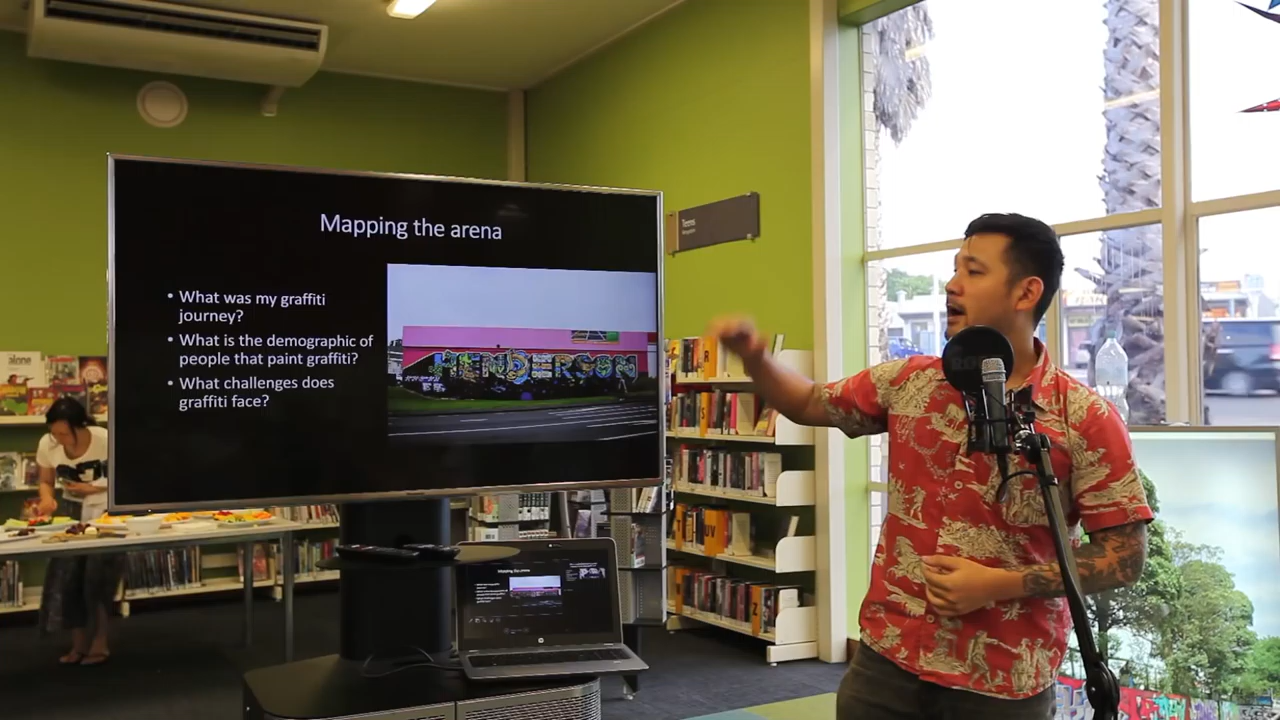 Mapping the arena
• What was my graffiti
journey?
• What is the demographic of
people that paint graffiti?
• What challenges does
graffiti face?
HENDERSON
Teens